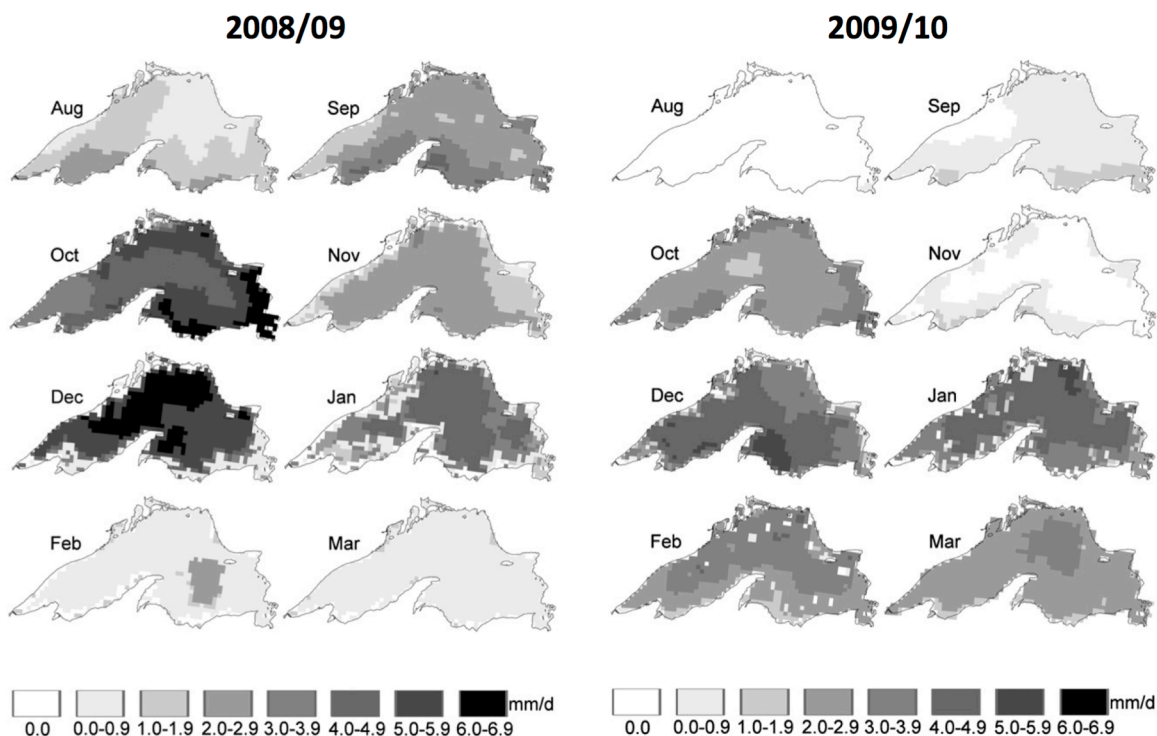 2008/09 2009/10
Aug Sep Aug Sep
Oct Nov Oct Nov
Dec Jan Dec Jan
Feb Mar Feb Mar
mm/d mm/d
0.0 0.0-0.9 1.0-1.9 2.0-2.9 3.0-3.9 4.0-4.9 5.0-5.9 6.0-6.9 0.0 0.0-0.9 1.0-1.9 2.0-2.9 3.0-3.9 4.0-4.9 5.0-5.9 6.0-6.9